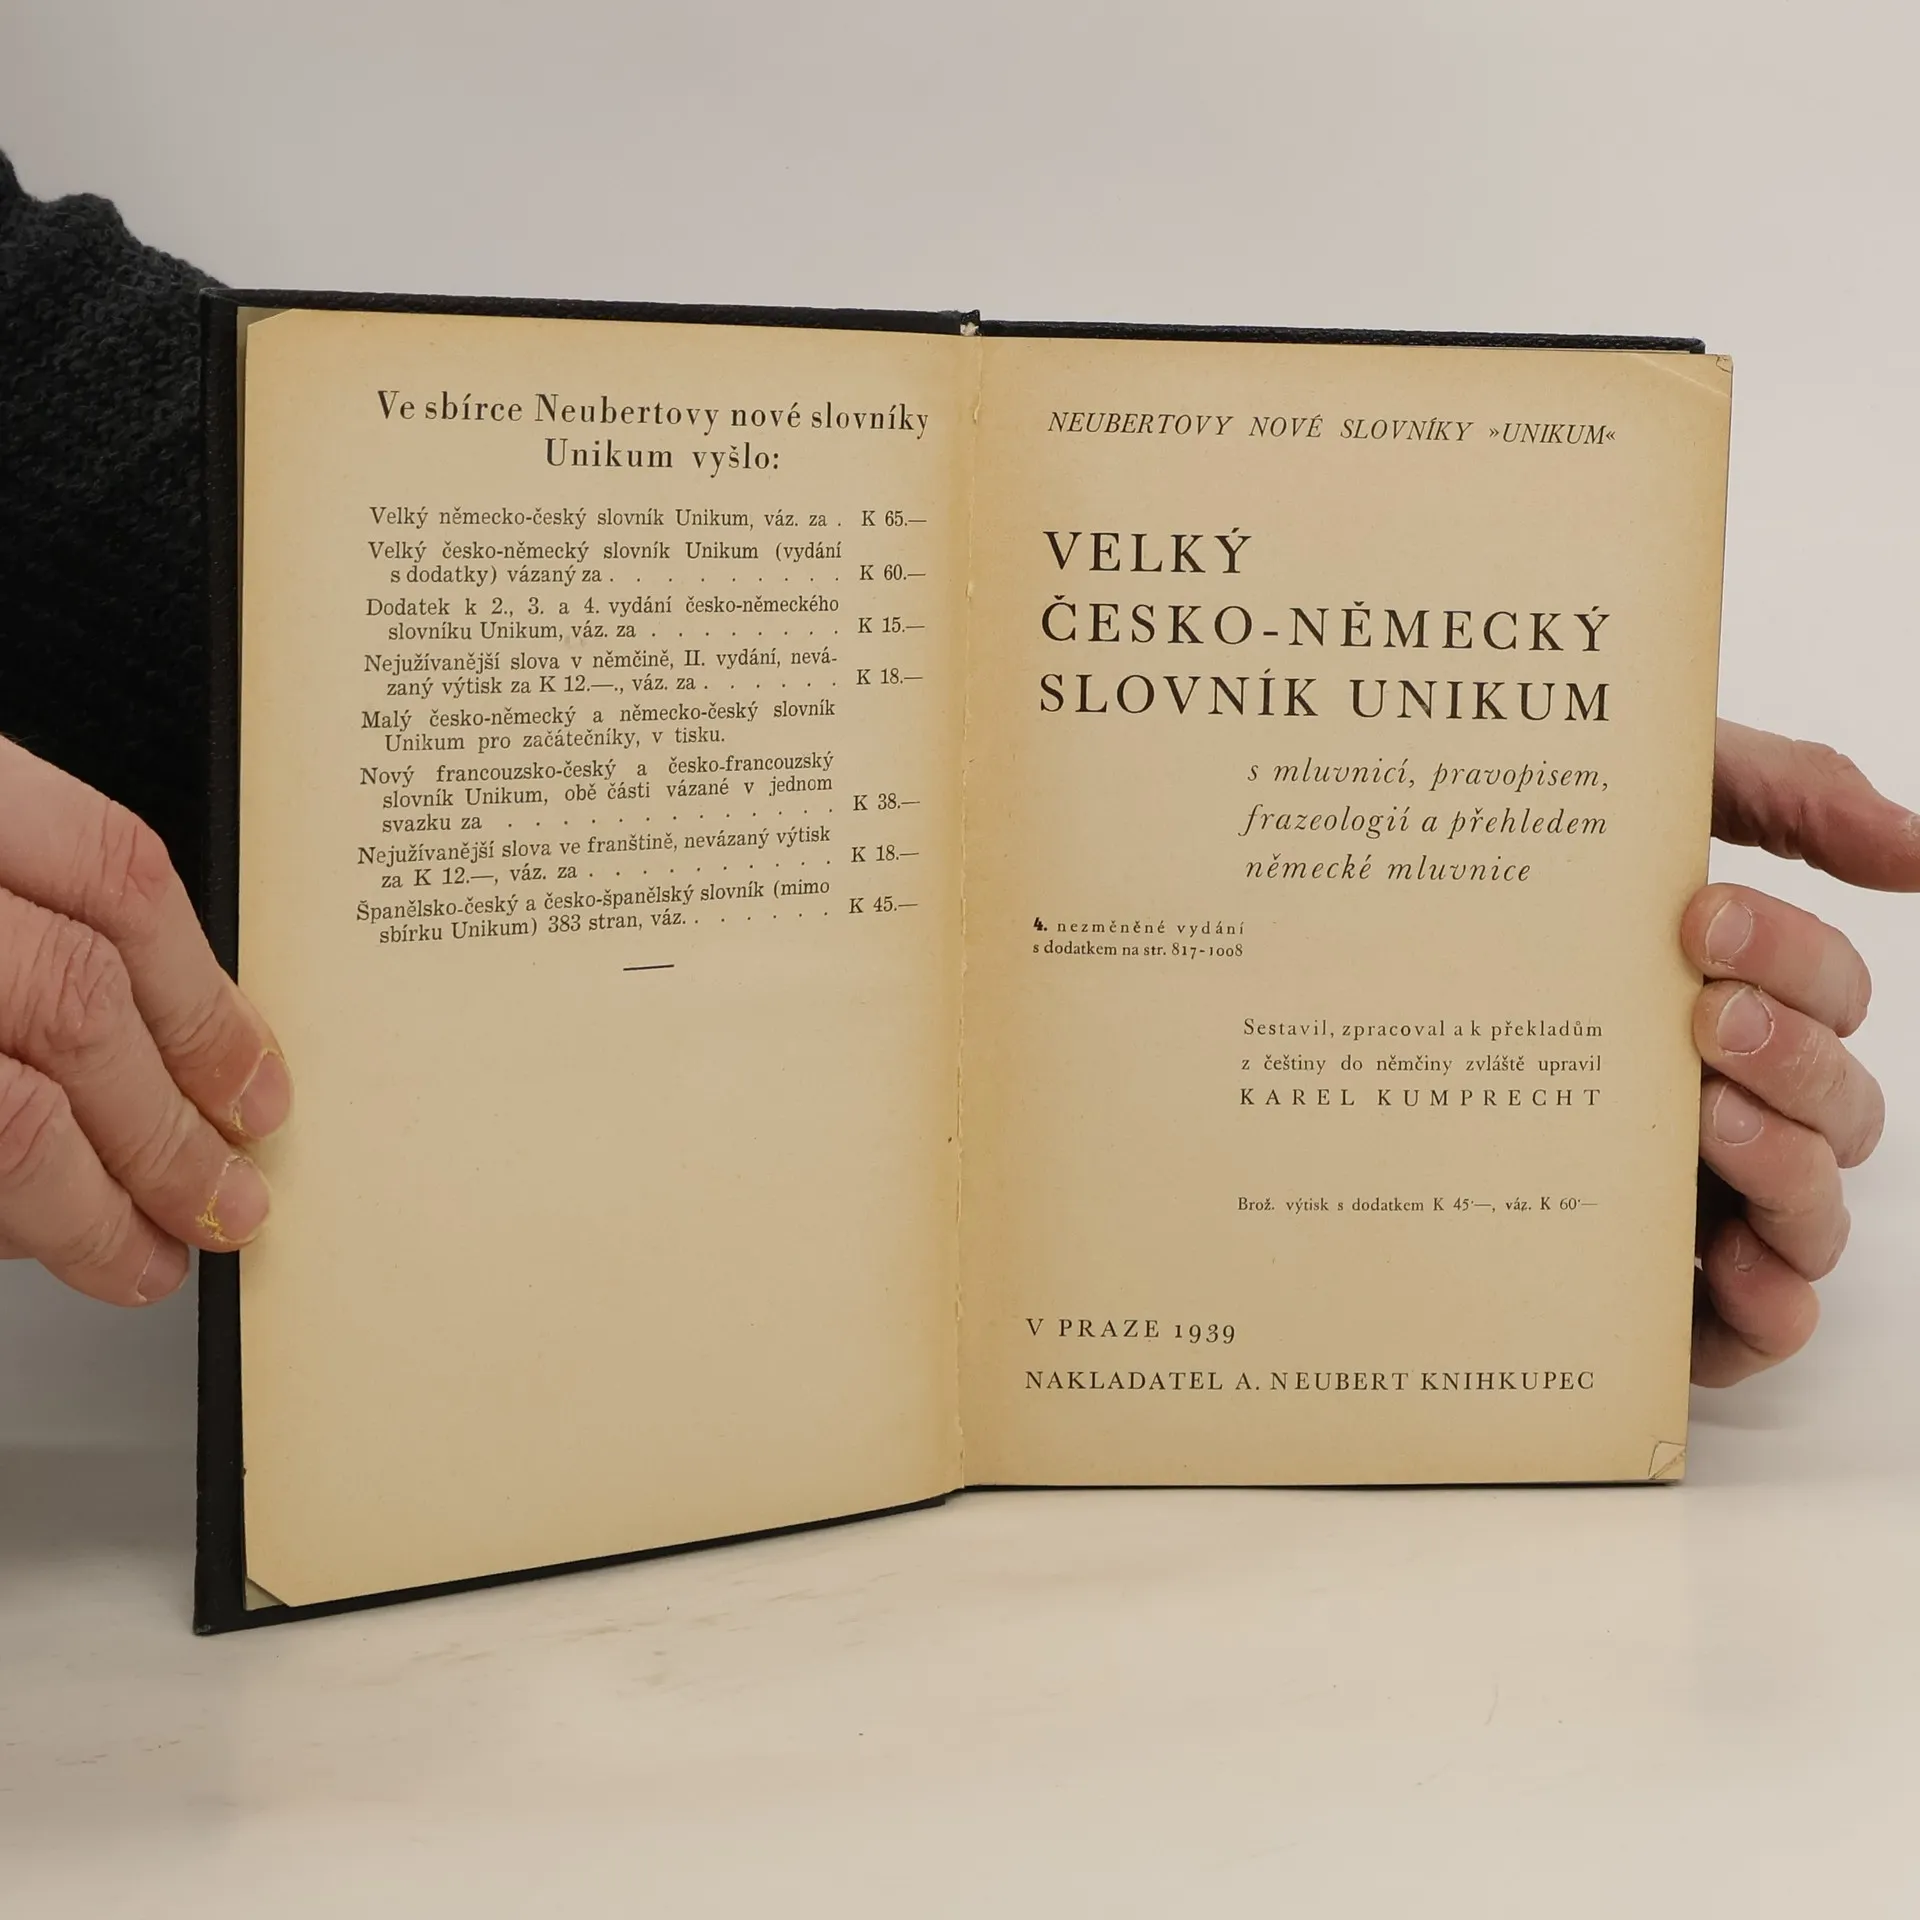 Ve sbírce Neubertovy nové slovníky
Unikum vyšlo:
Velký německo-český slovník Unikum, váz. za . K 65.—
Velký česko-německý slovník Unikum (vydání
s dodatky) vázaný za . . . . . . . . . K 60.—
Dodatek k 2., 3. a 4. vydání česko-německého
slovníku Unikum, váz. za . . . . . . . . K 15.—
Nejužívanější slova v němčině, II. vydání, nevá-
zaný výtisk za K 12.—., váz. za . . . . . . K 18.—
Malý česko-německý a německo-český slovník
Unikum pro začátečníky, v tisku.
Nový francouzsko-český a česko-francouzský
slovník Unikum, obě části vázané v jednom
svazku za . . . . . . . . . . . . . K 38.—
Nejužívanější slova ve franštině, nevázaný výtisk
za K 12.—, váz. za . . . . . . . . . . K 18.—
Španělsko-český a česko-španělský slovník (mimo
sbírku Unikum) 383 stran, váz. . . . . . . K 45.—
NEUBERTOVY NOVÉ SLOVNÍKY »UNIKUM«
VELKÝ
ČESKO-NĚMECKÝ
SLOVNÍK UNIKUM
s mluvnicí, pravopisem,
frazeologií a přehledem
německé mluvnice
4. nezměněné vydání
s dodatkem na str. 817-1008
Sestavil, zpracoval a k překladům
z češtiny do němčiny zvláště upravil
KAREL KUMPRECHT
Brož. výtisk s dodatkem K 45·—, váz. K 60·—
V PRAZE 1939
NAKLADATEL A. NEUBERT KNIHKUPEC